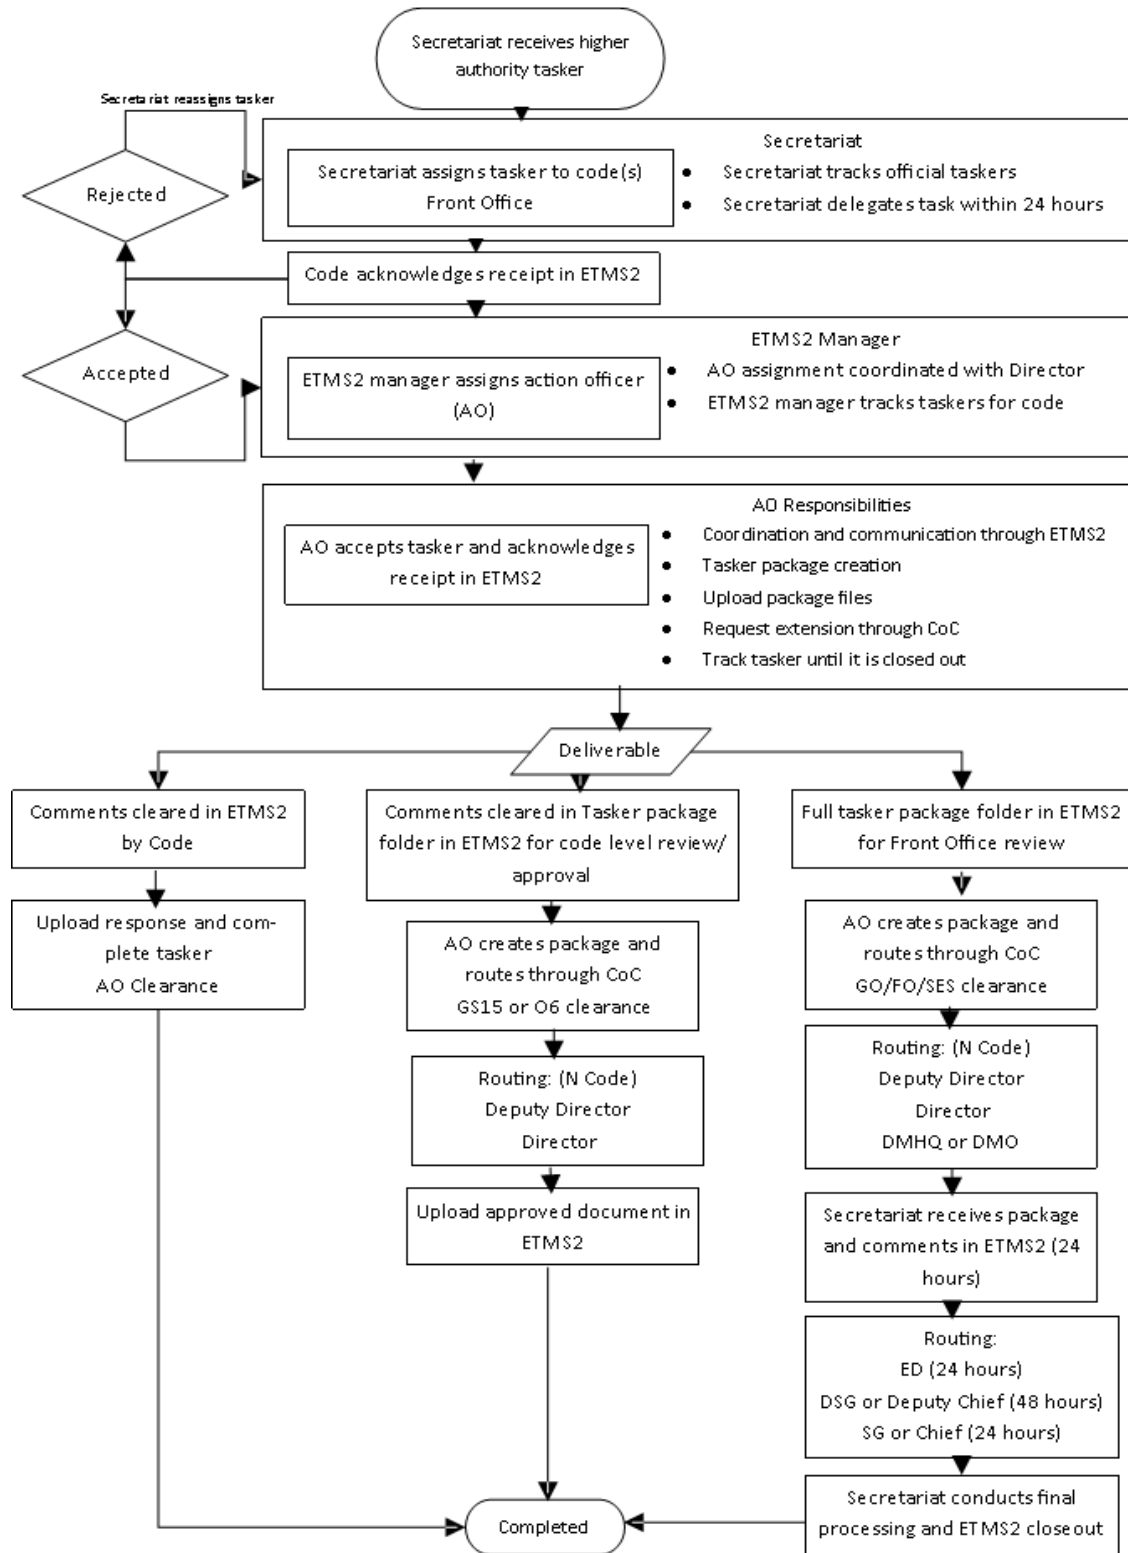 Secretariat receives higher
authority tasker
Secretariat reassigns tasker
Rejected
Secretariat
Secretariat assigns tasker to code(s)
Front Office
• Secretariat tracks official taskers
• Secretariat delegates task within 24 hours
Code acknowledges receipt in ETMS2
Accepted
ETMS2 Manager
ETMS2 manager assigns action officer
(AO)
• AO assignment coordinated with Director
• ETMS2 manager tracks taskers for code
AO Responsibilities
AO accepts tasker and acknowledges
receipt in ETMS2
• Coordination and communication through ETMS2
• Tasker package creation
• Upload package files
• Request extension through CoC
• Track tasker until it is closed out
Deliverable
Comments cleared in ETMS2
by Code
Upload response and com-
plete tasker
AO Clearance
Comments cleared in Tasker package
folder in ETMS2 for code level review/
approval
AO creates package and
routes through CoC
GS15 or O6 clearance
Routing: (N Code)
Deputy Director
Director
Upload approved document in
ETMS2
Full tasker package folder in ETMS2
for Front Office review
AO creates package and
routes through CoC
GO/FO/SES clearance
Routing: (N Code)
Deputy Director
Director
DMHQ or DMO
Secretariat receives package
and comments in ETMS2 (24
hours)
Routing:
ED (24 hours)
DSG or Deputy Chief (48 hours)
SG or Chief (24 hours)
Secretariat conducts final
processing and ETMS2 closeout
Completed